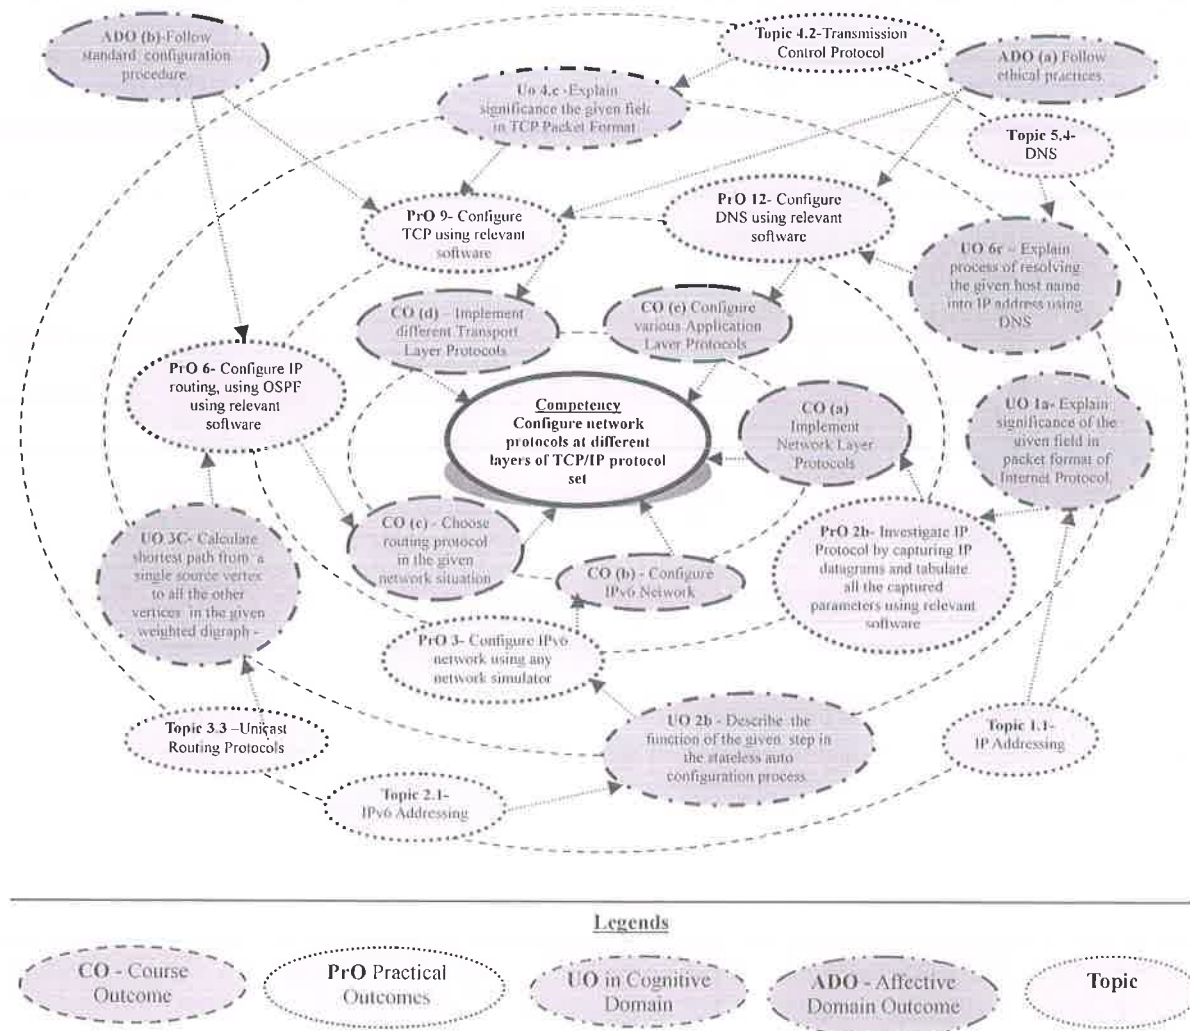 ADO (b)-Follow
standard configuration
procedure
Topic 4.2-Transmission
Control Protocol
ADO (a) Follow
ethical practices
Uo 4.c -Explain
significance the given field
in TCP Packet Format
Topic 5.4-
DNS
PrO 9- Configure
TCP using relevant
software
PrO 12- Configure
DNS using relevant
software
UO 6c – Explain
process of resolving
the given host name
into IP address using
DNS
CO (d) – Implement
different Transport
Layer Protocols
CO (e) Configure
various Application
Layer Protocols
PrO 6- Configure IP
routing, using OSPF
using relevant
software
Competency
Configure network
protocols at different
layers of TCP/IP protocol
set
CO (a)
Implement
Network Layer
Protocols
UO 1a- Explain
significance of the
given field in
packet format of
Internet Protocol.
UO 3C- Calculate
shortest path from a
single source vertex
to all the other
vertices in the given
weighted digraph -
CO (c) - Choose
routing protocol
in the given
network situation
CO (b) - Configure
IPv6 Network
PrO 2b- Investigate IP
Protocol by capturing IP
datagrams and tabulate
all the captured
parameters using relevant
software
PrO 3- Configure IPv6
network using any
network simulator
Topic 3.3 –Unicast
Routing Protocols
UO 2b - Describe the
function of the given step in
the stateless auto
configuration process
Topic 1.1-
IP Addressing
Topic 2.1-
IPv6 Addressing
Legends
CO - Course
Outcome
PrO Practical
Outcomes
UO in Cognitive
Domain
ADO - Affective
Domain Outcome
Topic